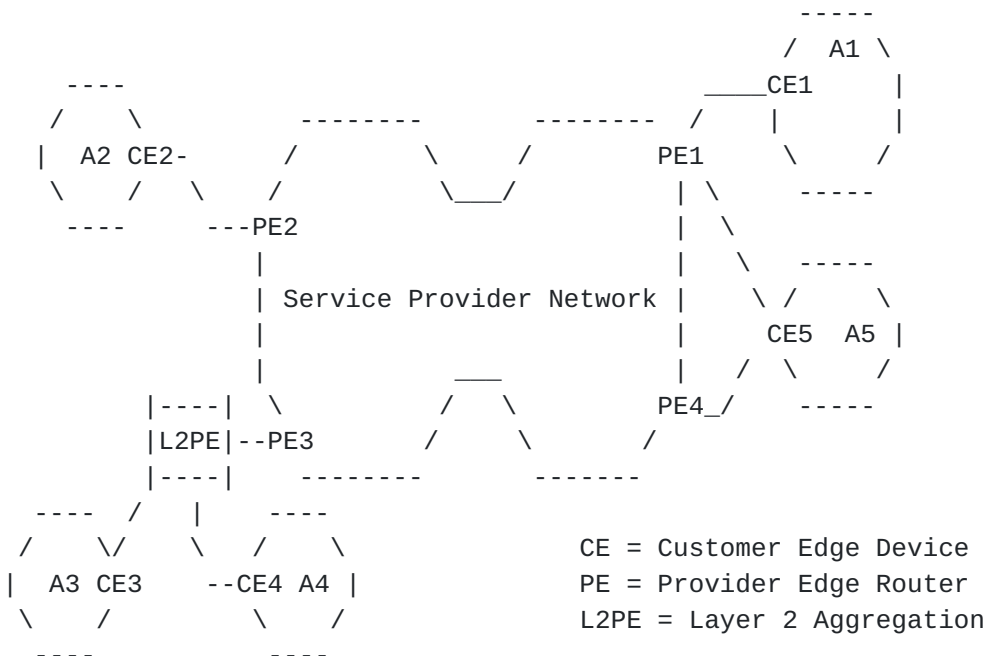 A1
CE1
A2 CE2-
PE1
---PE2
Service Provider Network
CE5 A5
PE4_/
|L2PE|--PE3
CE = Customer Edge Device
A3 CE3 --CE4 A4
PE = Provider Edge Router
L2PE = Layer 2 Aggregation